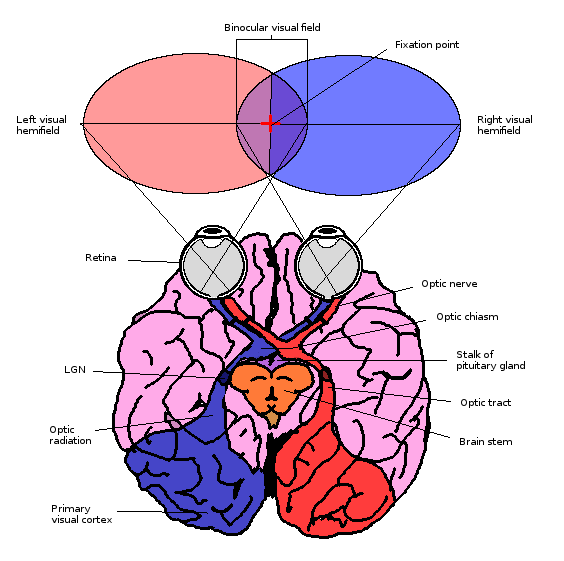 Binocular visual field
Fixation point
Left visual
hemifield
Right visual
hemifield
Retina
Optic nerve
Optic chiasm
Stalk of
pituitary gland
LGN
Optic tract
Optic
radiation
Brain stem
Primary
visual cortex